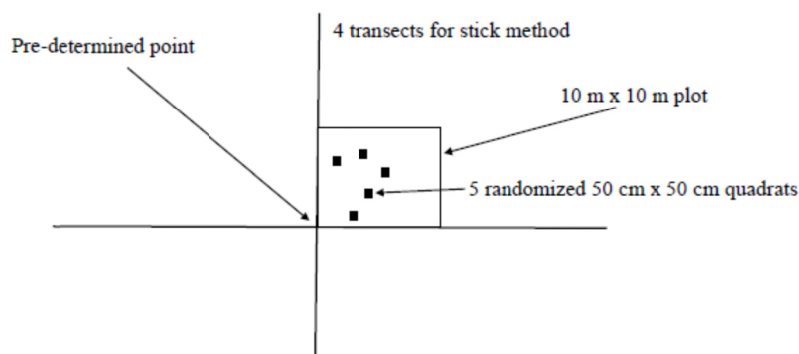 4 transects for stick method
Pre-determined point
10 m x 10 m plot
5 randomized 50 cm x 50 cm quadrats